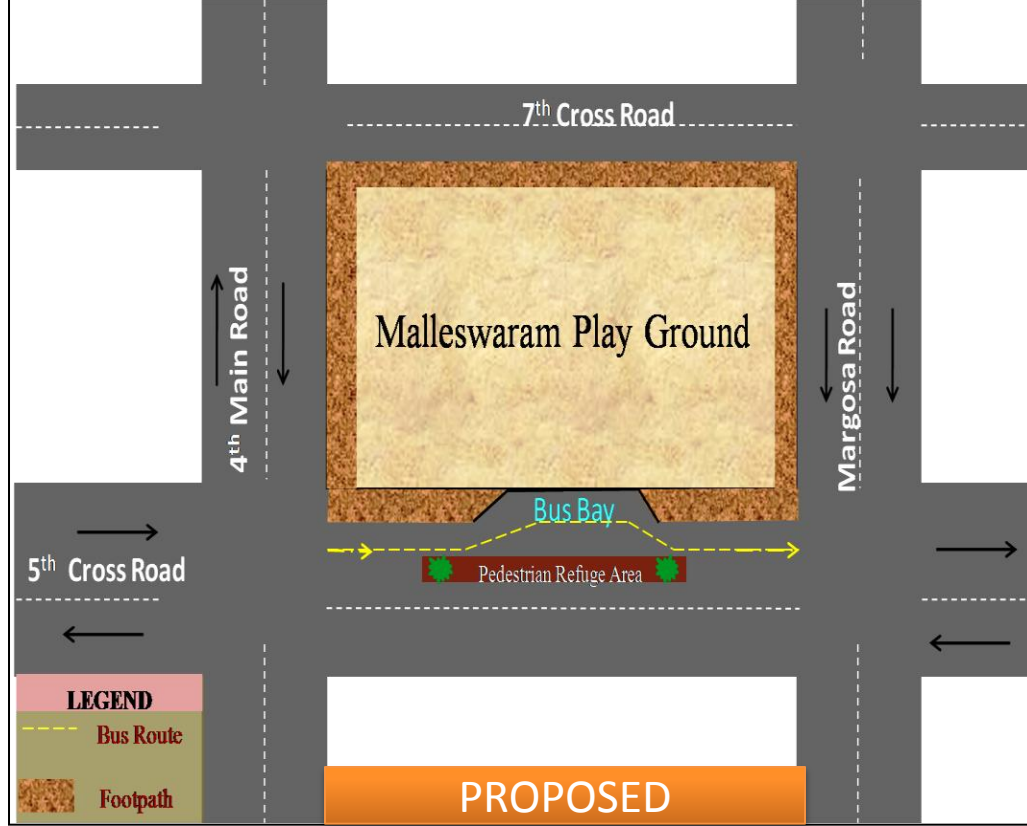 7th Cross Road
4th Main Road
Malleswaram Play Ground
Margosa Road
Bus Bay
5th Cross Road
Pedestrian Refuge Area
LEGEND
Bus Route
Footpath
PROPOSED